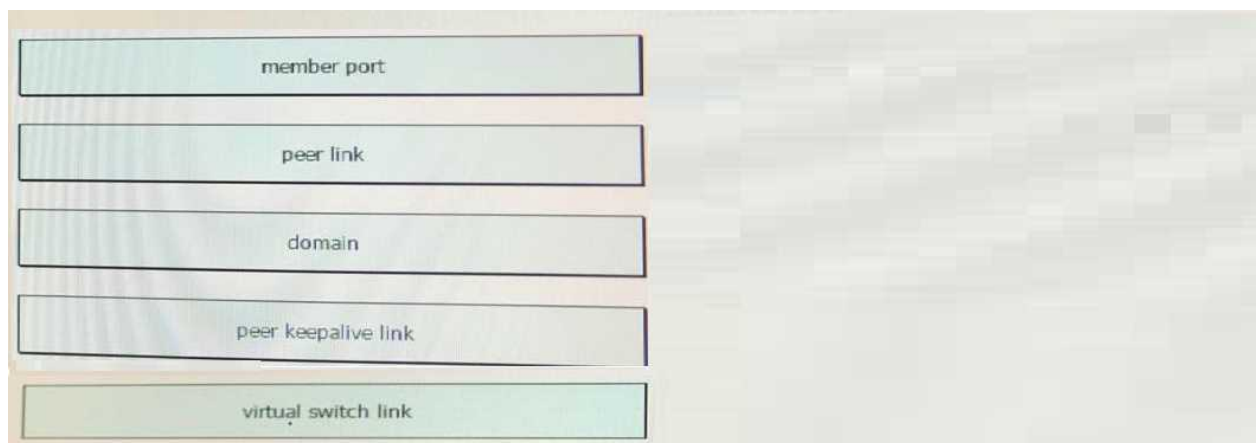 member port
peer link
domain
peer keepalive link
virtual switch link